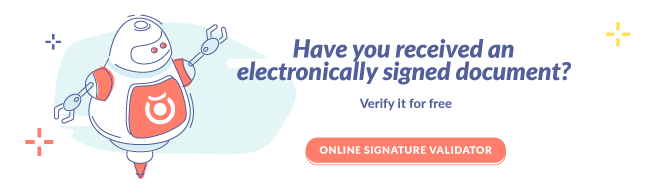 Have you received an
electronically signed document?
Verify it for free
ONLINE SIGNATURE VALIDATOR